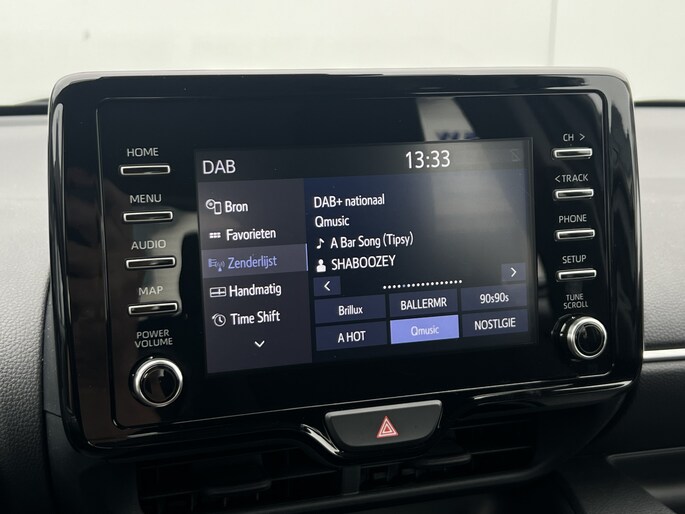 HOME
MENU
AUDIO
MAP
POWER
VOLUME
DAB
13:33
Bron
Favorieten
Zenderlijst
Handmatig
Time Shift
DAB+ nationaal
Qmusic
A Bar Song (Tipsy)
SHABOOZEY
Brillux
BALLERMR
90s90s
A HOT
Qmusic
NOSTLGIE
CH >
< TRACK
PHONE
SETUP
TUNE
SCROLL